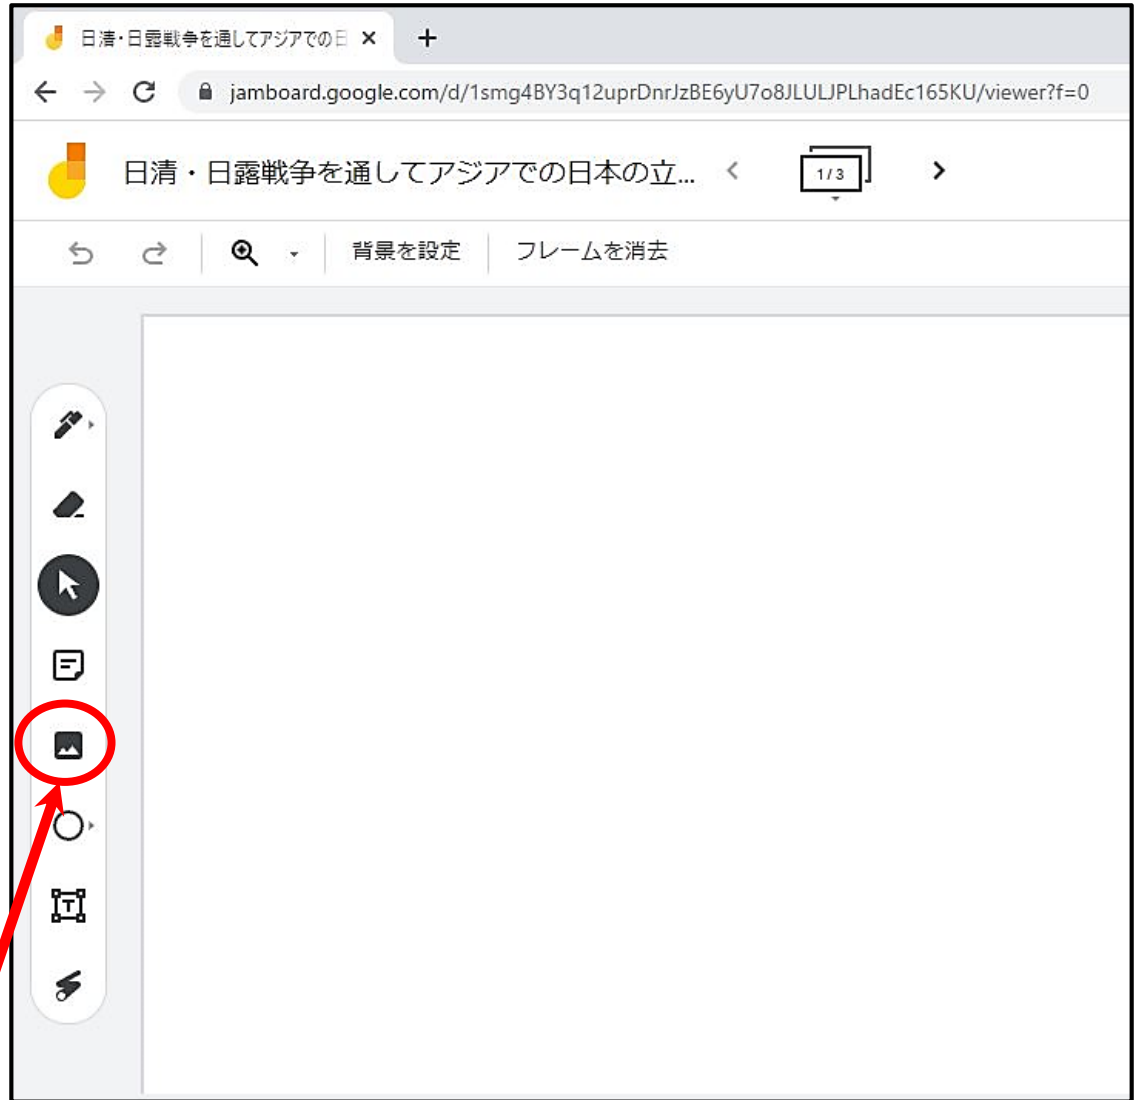 日清・日露戦争を通してアジアでの日
jamboard.google.com/d/1smg4BY3q12uprDnrJzBE6yU7o8JLULJPLhadEc165KU/viewer?f=0
日清・日露戦争を通してアジアでの日本の立...
1/3
背景を設定 フレームを消去